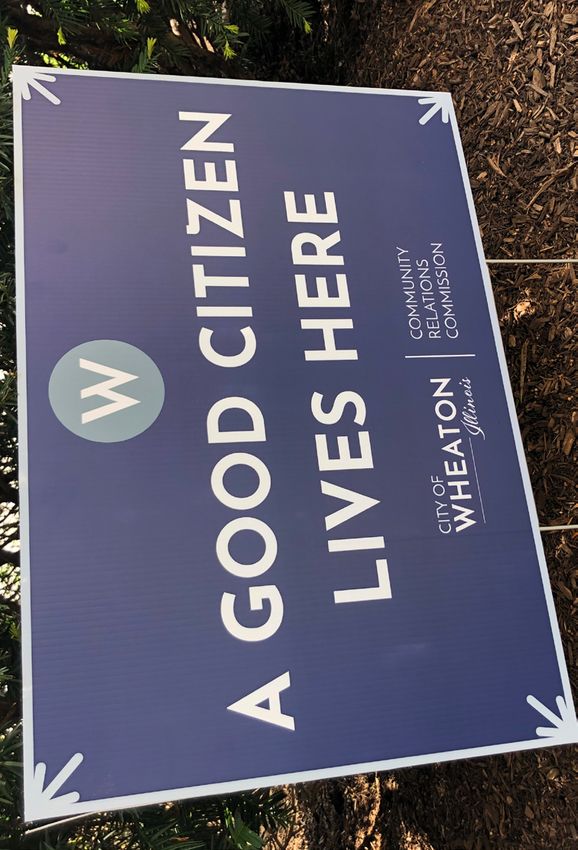 W
A GOOD CITIZEN
LIVES HERE
CITY OF
WHEATON
Illinois
COMMUNITY
RELATIONS
COMMISSION